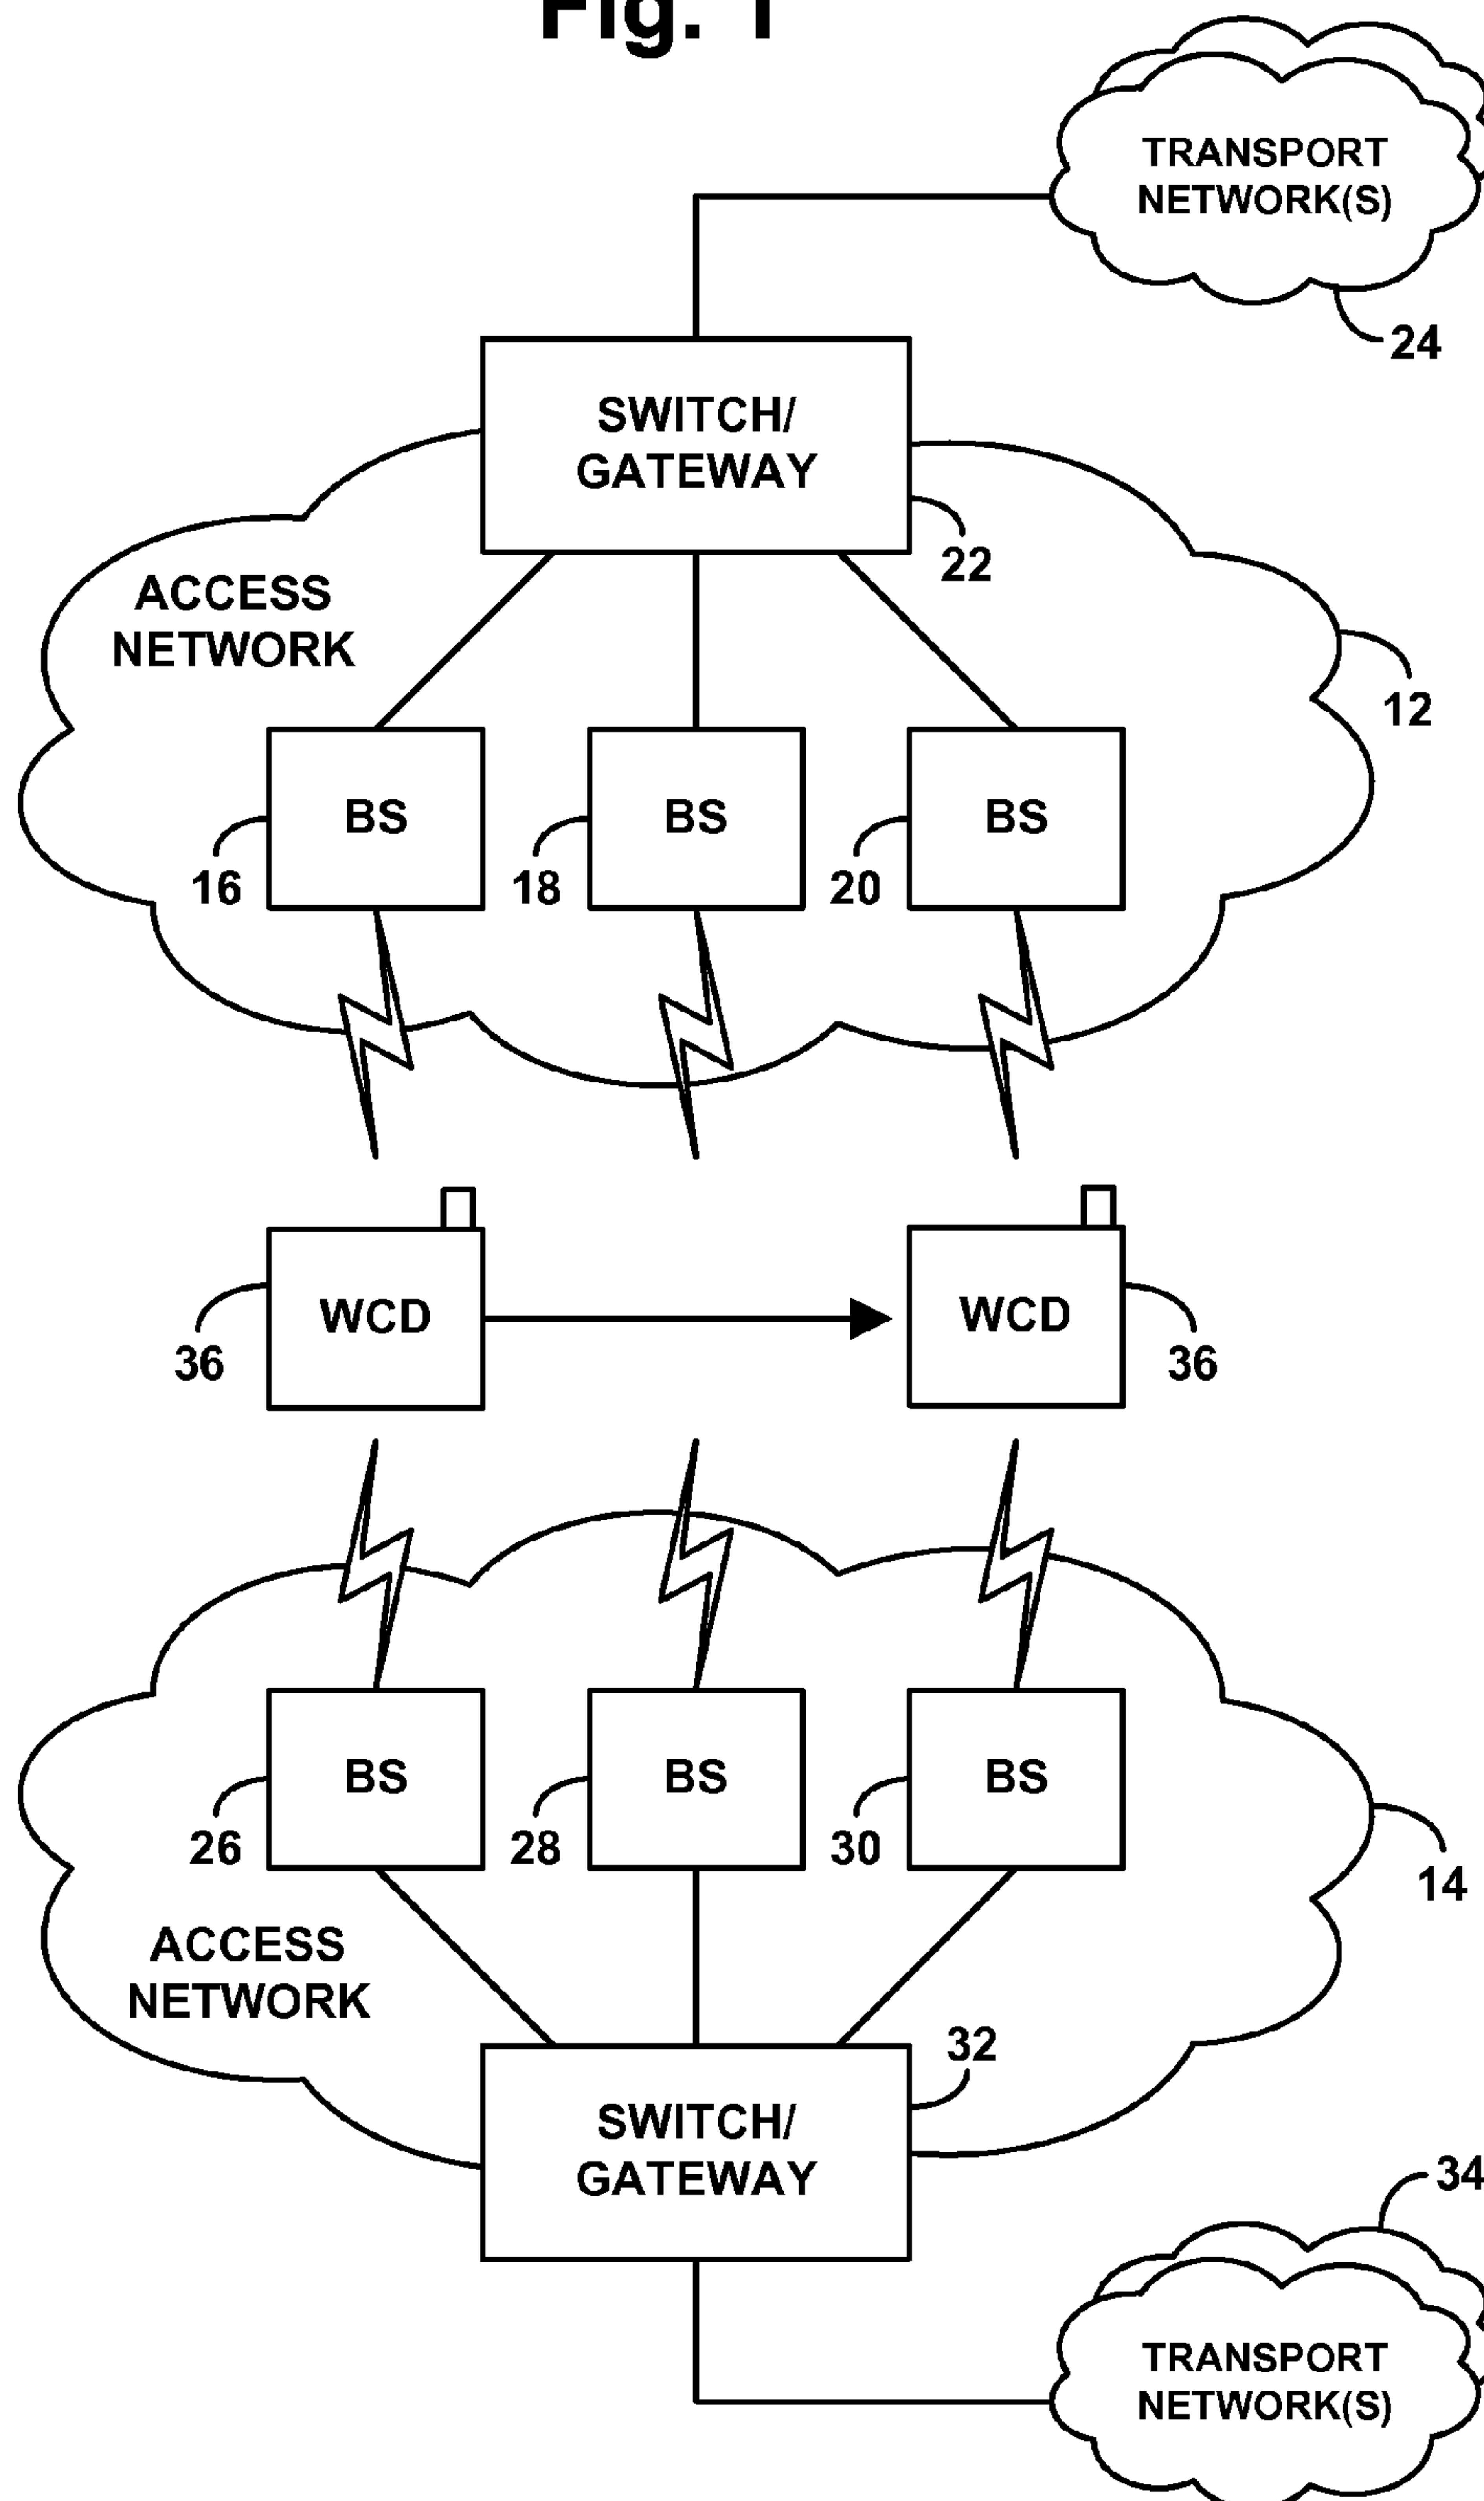 Fig. 1
TRANSPORT
NETWORK(S)
24
SWITCH/
GATEWAY
22
ACCESS
NETWORK
12
BS
BS
BS
16
18
20
WCD
WCD
36
36
BS
BS
BS
26
28
30
14
ACCESS
NETWORK
32
SWITCH/
GATEWAY
34
TRANSPORT
NETWORK(S)